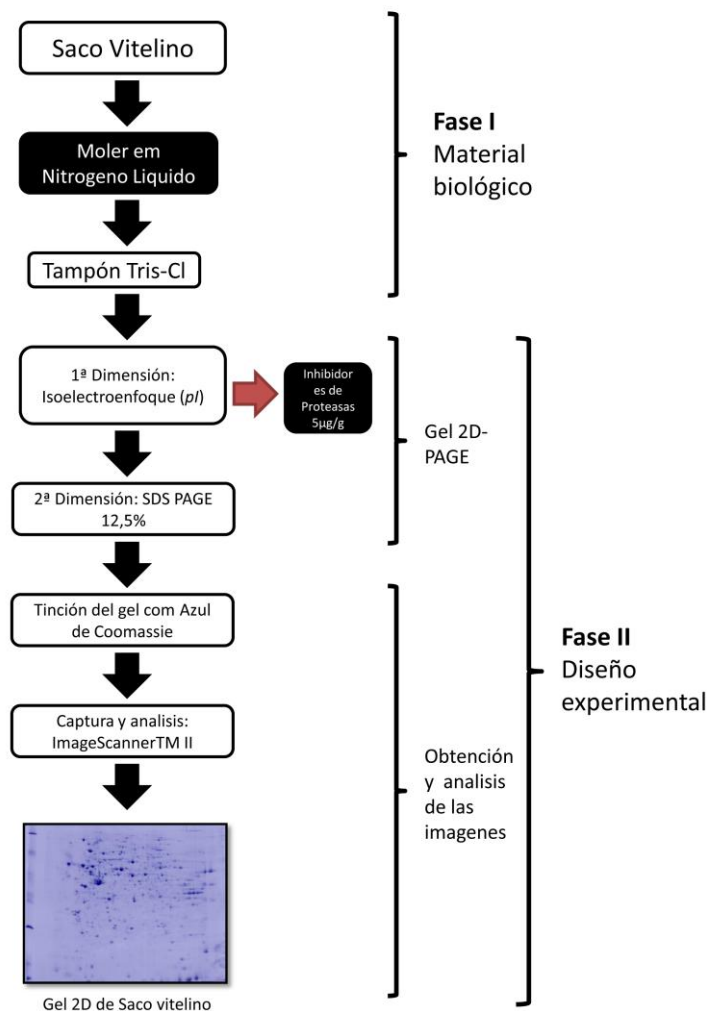 Saco Vitelino
Moler em
Nitrogeno Liquido
Tampón Tris-Cl
1ª Dimensión:
Isoelectroenfoque (pI)
Inhibidor
es de
Proteasas
5µg/g
2ª Dimensión: SDS PAGE
12,5%
Tinción del gel com Azul
de Coomassie
Captura y analisis:
ImageScannerTM II
Gel 2D de Saco vitelino
Fase I
Material
biológico
Gel 2D-
PAGE
Obtención
y analisis
de las
imagenes
Fase II
Diseño
experimental